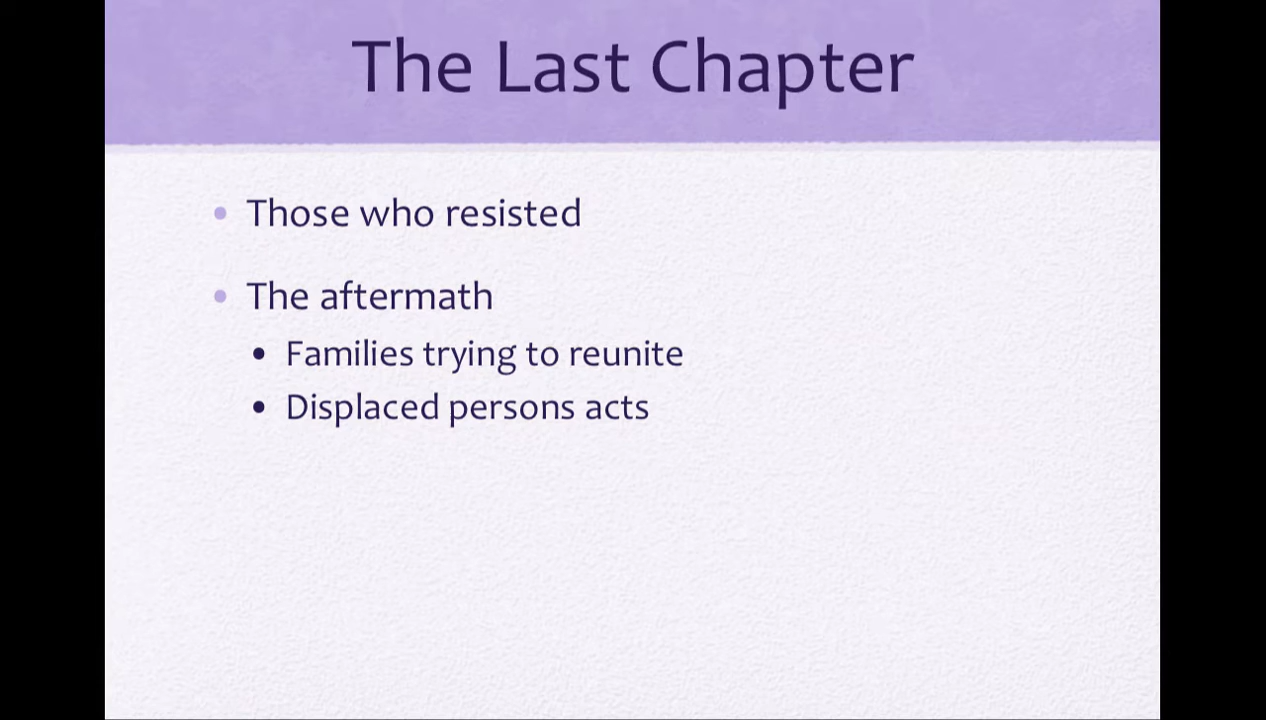 The Last Chapter
• Those who resisted
• The aftermath
• Families trying to reunite
• Displaced persons acts